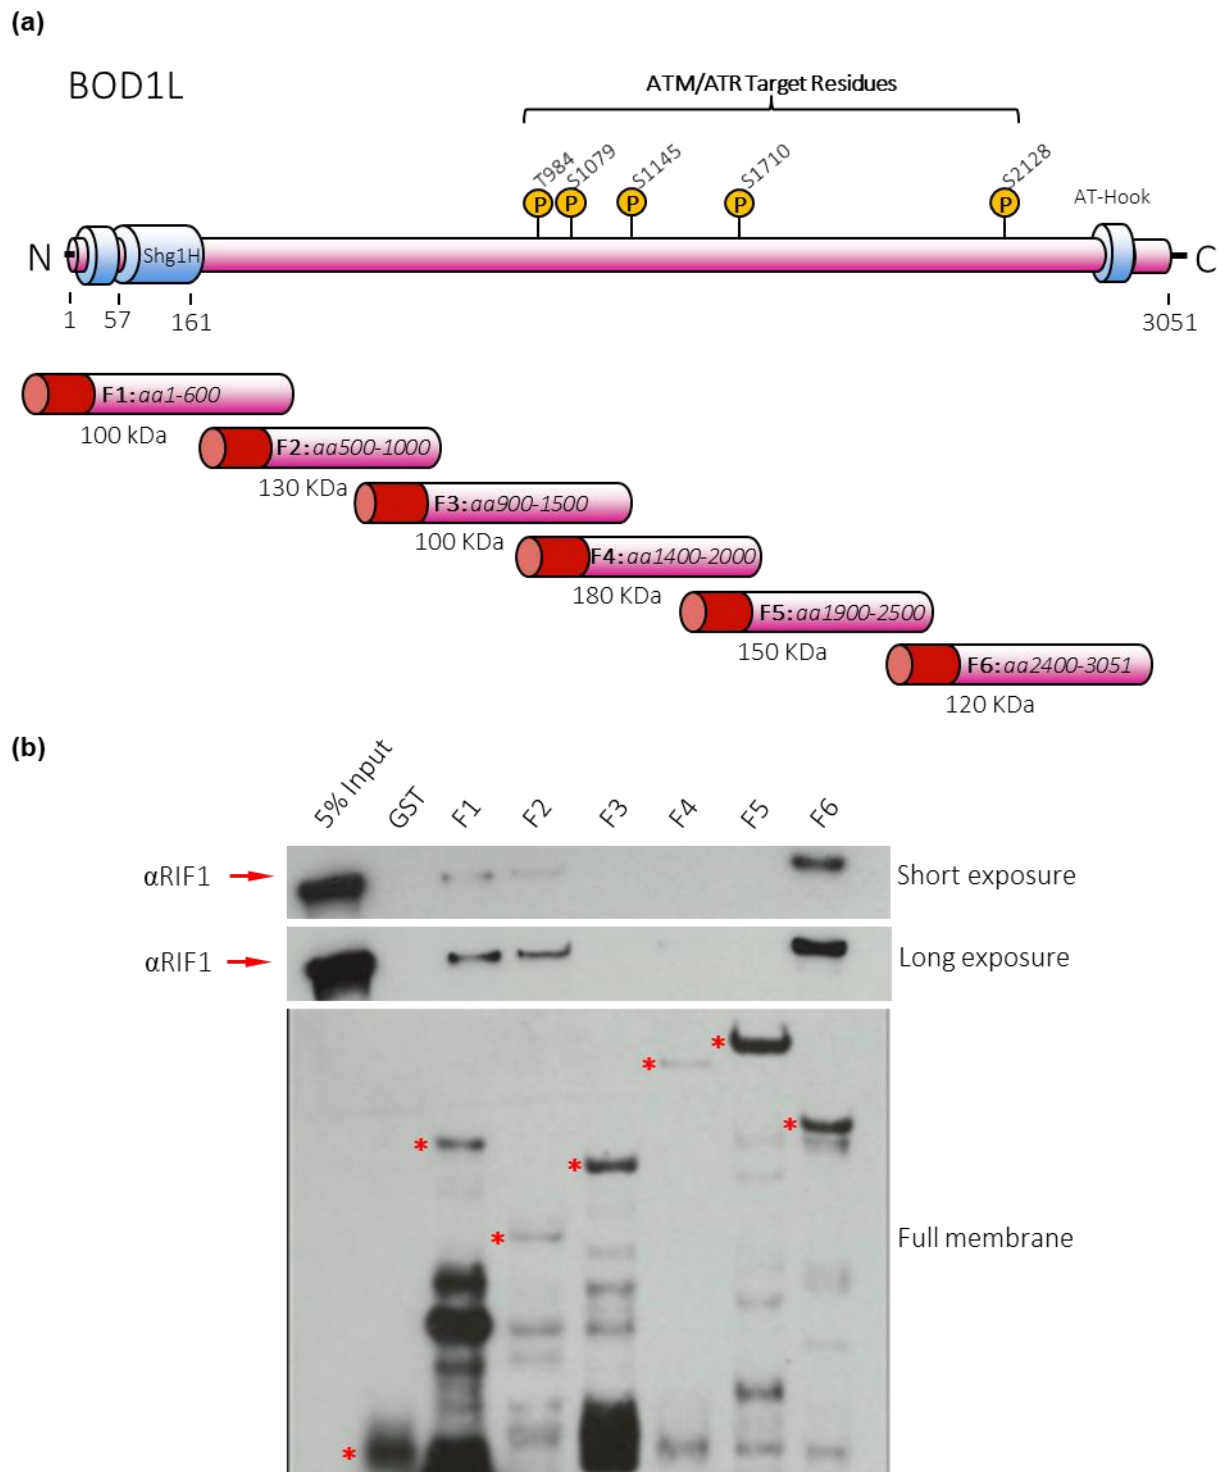 (a)
BOD1L
ATM/ATR Target Residues
T984
S1079
S1145
S1710
S2128
P
P
P
P
P
AT-Hook
N
Shg1H
C
1
57
161
3051
F1: aa1-600
100 kDa
F2: aa500-1000
130 KDa
F3: aa900-1500
100 KDa
F4: aa1400-2000
180 KDa
F5: aa1900-2500
150 KDa
F6: aa2400-3051
120 KDa
(b)
5% Input
GST
F1
F2
F3
F4
F5
F6
αRIF1
Short exposure
αRIF1
Long exposure
*
*
*
*
*
*
Full membrane
*